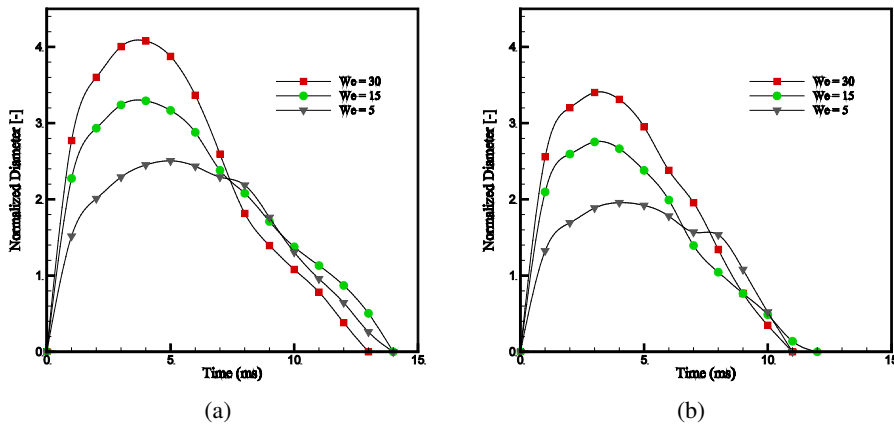 4.
3.
2.
1.
0.
0.
5.
10.
15.
Normalized Diameter [-]
Time (ms)
We = 30
We = 15
We = 5
(a)
4.
3.
2.
1.
0.
0.
5.
10.
15.
Normalized Diameter [-]
Time (ms)
We = 30
We = 15
We = 5
(b)